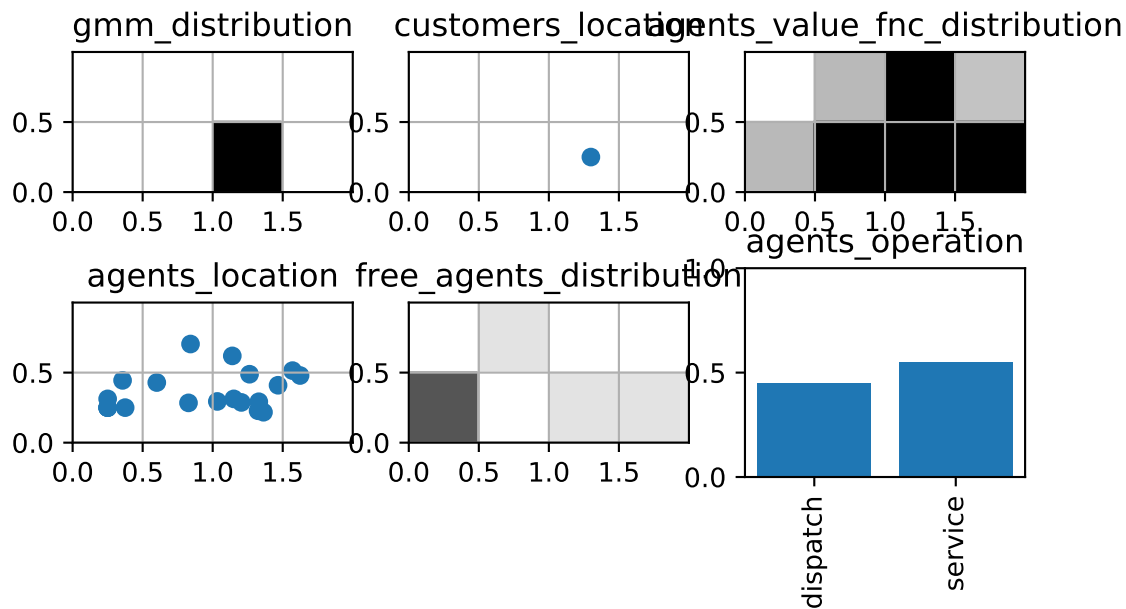 gmm_distribution
customers_location
agents_value_fnc_distribution
0.5
0.0
0.0 0.5 1.0 1.5
0.5
0.0
0.0 0.5 1.0 1.5
0.5
0.0
0.0 0.5 1.0 1.5
agents_location
free_agents_distribution
agents_operation
0.5
0.0
0.0 0.5 1.0 1.5
0.5
0.0
0.0 0.5 1.0 1.5
1.0
0.5
0.0
dispatch
service